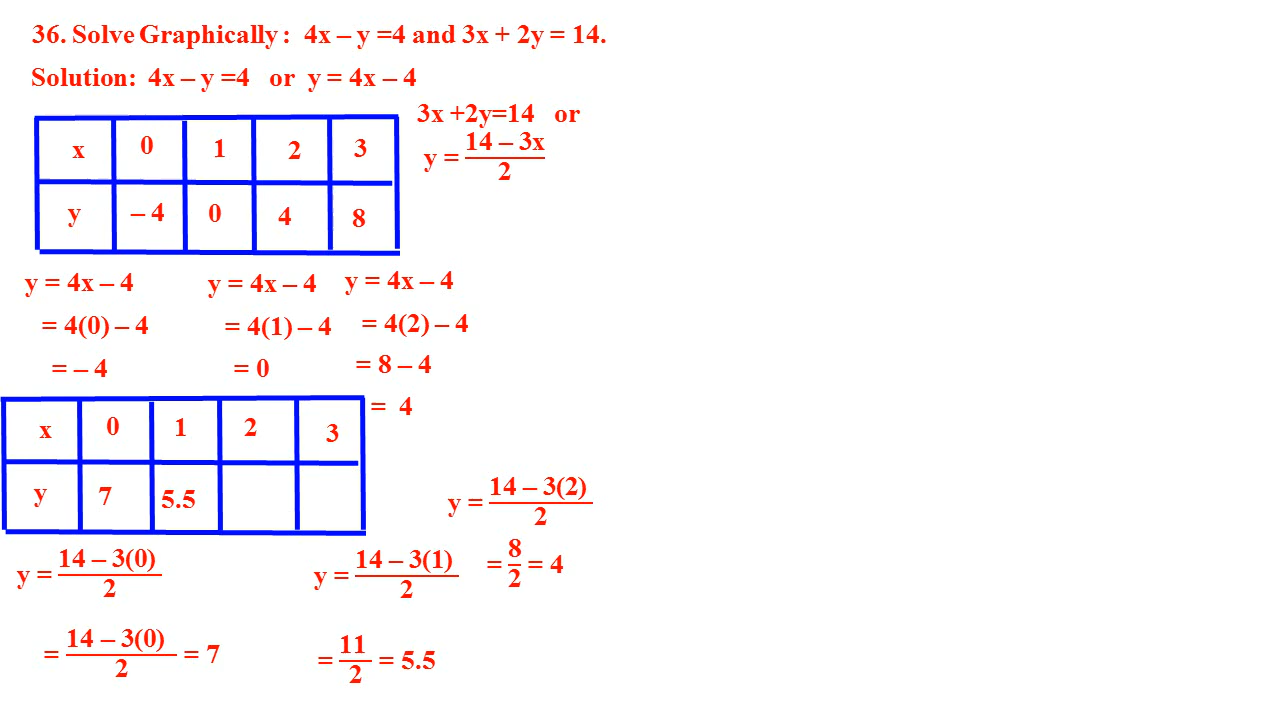 36. Solve Graphically :  4x – y =4 and 3x + 2y = 14.
Solution:  4x – y =4   or  y = 4x – 4
3x +2y=14   or
y = (14 – 3x)/2
x 0 1 2 3
y – 4 0 4 8
y = 4x – 4
= 4(0) – 4
= – 4
y = 4x – 4
= 4(1) – 4
= 0
y = 4x – 4
= 4(2) – 4
= 8 – 4
=  4
x 0 1 2 3
y 7 5.5
y = 14 – 3(0)/2
= 14 – 3(0)/2 = 7
y = 14 – 3(1)/2
= 11/2 = 5.5
y = 14 – 3(2)/2
= 8/2 = 4